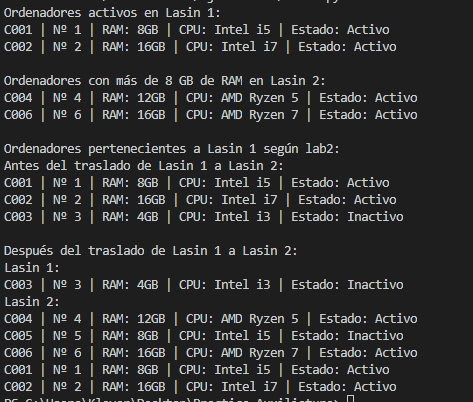 Ordenadores activos en Lasin 1:
C001 | Nº 1 | RAM: 8GB | CPU: Intel i5 | Estado: Activo
C002 | Nº 2 | RAM: 16GB | CPU: Intel i7 | Estado: Activo
Ordenadores con más de 8 GB de RAM en Lasin 2:
C004 | Nº 4 | RAM: 12GB | CPU: AMD Ryzen 5 | Estado: Activo
C006 | Nº 6 | RAM: 16GB | CPU: AMD Ryzen 7 | Estado: Activo
Ordenadores pertenecientes a Lasin 1 según lab2:
Antes del traslado de Lasin 1 a Lasin 2:
C001 | Nº 1 | RAM: 8GB | CPU: Intel i5 | Estado: Activo
C002 | Nº 2 | RAM: 16GB | CPU: Intel i7 | Estado: Activo
C003 | Nº 3 | RAM: 4GB | CPU: Intel i3 | Estado: Inactivo
Después del traslado de Lasin 1 a Lasin 2:
Lasin 1:
C003 | Nº 3 | RAM: 4GB | CPU: Intel i3 | Estado: Inactivo
Lasin 2:
C004 | Nº 4 | RAM: 12GB | CPU: AMD Ryzen 5 | Estado: Activo
C005 | Nº 5 | RAM: 8GB | CPU: Intel i5 | Estado: Inactivo
C006 | Nº 6 | RAM: 16GB | CPU: AMD Ryzen 7 | Estado: Activo
C001 | Nº 1 | RAM: 8GB | CPU: Intel i5 | Estado: Activo
C002 | Nº 2 | RAM: 16GB | CPU: Intel i7 | Estado: Activo